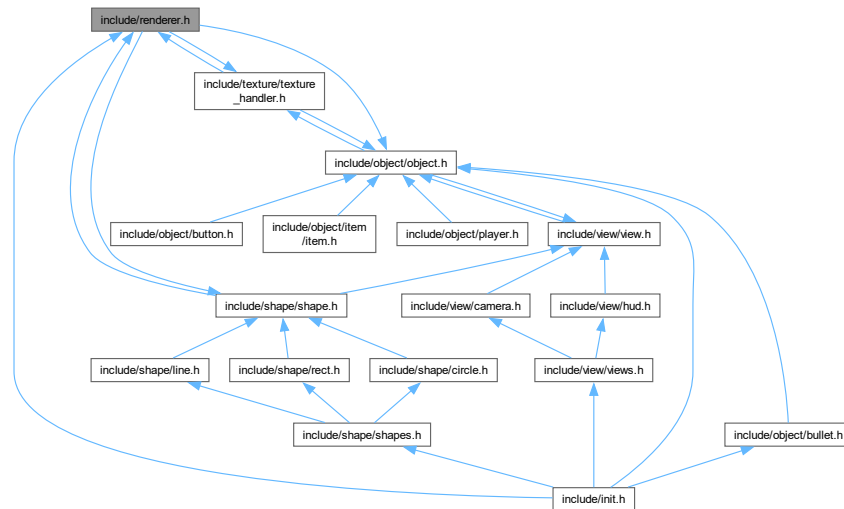 include/renderer.h
include/texture/texture
_handler.h
include/object/object.h
include/object/button.h
include/object/item
/item.h
include/object/player.h
include/view/view.h
include/shape/shape.h
include/view/camera.h
include/view/hud.h
include/shape/line.h
include/shape/rect.h
include/shape/circle.h
include/view/views.h
include/shape/shapes.h
include/object/bullet.h
include/init.h